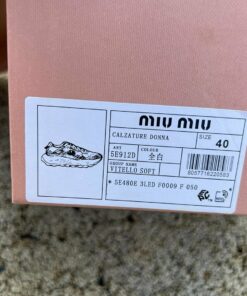 miu miu
CALZATURE DONNA
SIZE
40
ART
5E912D
COLOUR
全白
GROUP NAME
VITELLO SOFT
* 5E480E 3LED F0009 F 050
8057716220583